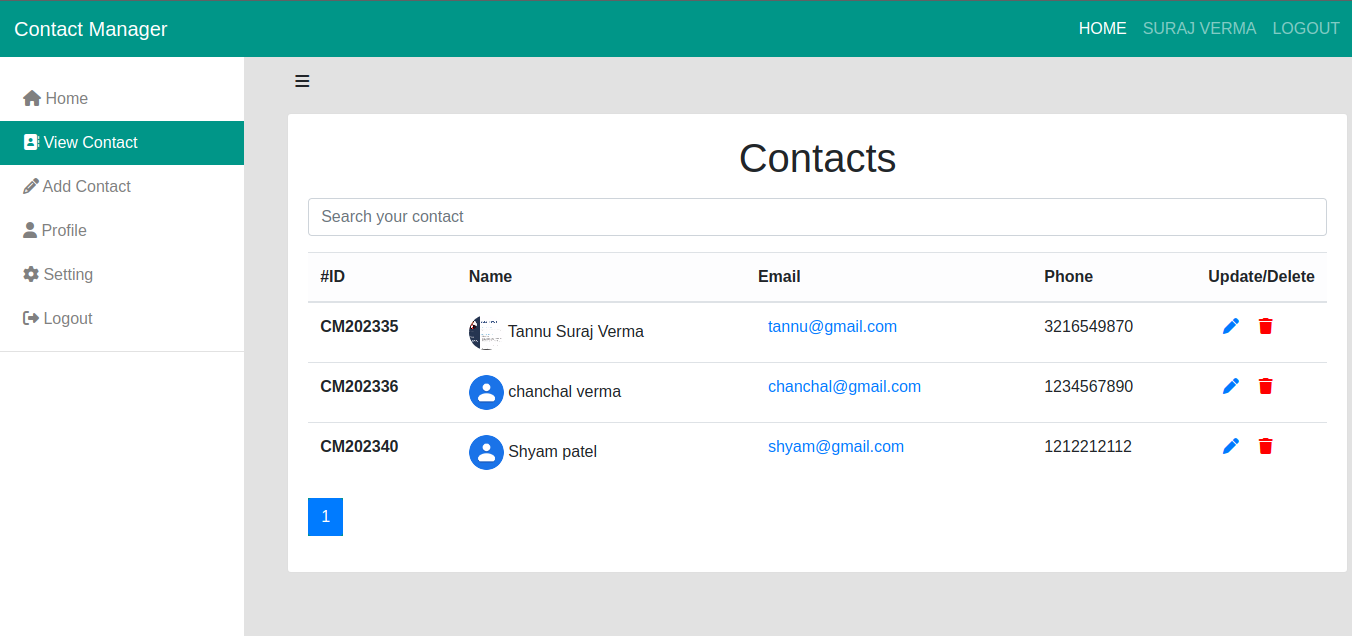 Contact Manager
HOME SURAJ VERMA LOGOUT
Home
View Contact
Add Contact
Profile
Setting
Logout
Contacts
Search your contact
#ID Name Email Phone Update/Delete
CM202335 Tannu Suraj Verma tannu@gmail.com 3216549870
CM202336 chanchal verma chanchal@gmail.com 1234567890
CM202340 Shyam patel shyam@gmail.com 1212212112
1